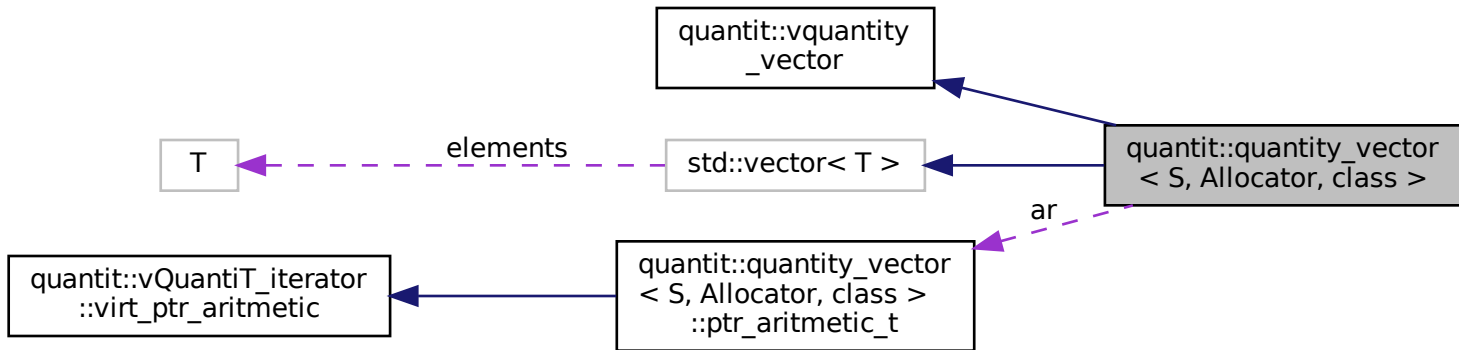 quantit::vquantity
_vector
T
elements
std::vector< T >
quantit::quantity_vector
< S, Allocator, class >
ar
quantit::vQuantiT_iterator
::virt_ptr_aritmetic
quantit::quantity_vector
< S, Allocator, class >
::ptr_aritmetic_t